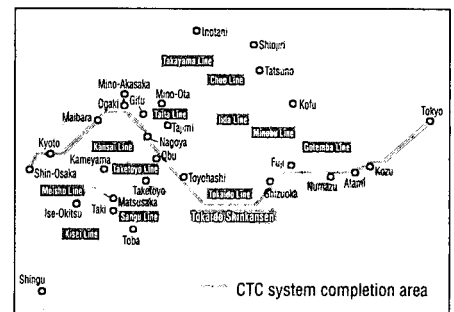 Inotani
Shiojiri
Takayama Line
Chuo Line
Tatsuno
Mino-Akasaka
Ogaki
Gifu
Mino-Ota
Kofu
Taita Line
Maibara
Tajimi
Iida Line
Tokyo
Minobu Line
Gotemba Line
Kyoto
Kansai Line
Nagoya
Obu
Kameyama
Taketoyo Line
Fuji
Kozu
Shin-Osaka
Toyohashi
Numazu
Atami
Meisho Line
Taketoyo
Tokaido Line
Shizuoka
Matsusaka
Ise-Okitsu
Taki
Sangu Line
Tokaido Shinkansen
Kisei Line
Toba
Shingu
CTC system completion area